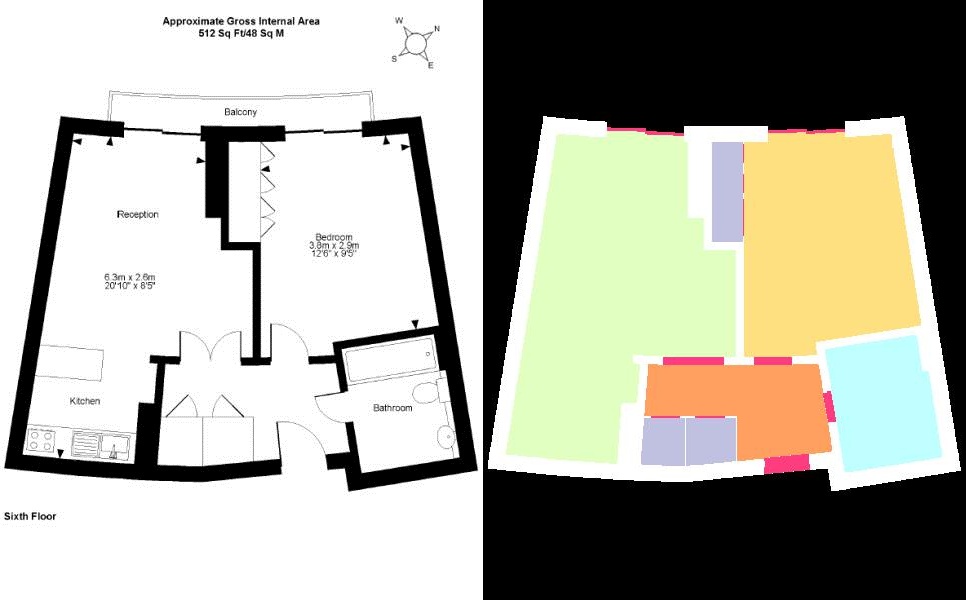 Approximate Gross Internal Area
512 Sq Ft/48 Sq M
W
N
S
E
Balcony
Reception
Bedroom
3.8m x 2.9m
12'6" x 9'5"
6.3m x 2.6m
20'10" x 8'5"
Kitchen
Bathroom
Sixth Floor